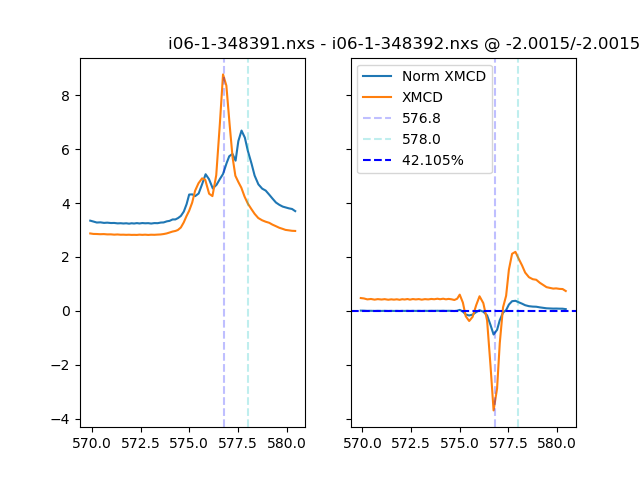 i06-1-348391.nxs - i06-1-348392.nxs @ -2.0015/-2.0015
8
6
4
2
0
−2
−4
570.0 572.5 575.0 577.5 580.0
Norm XMCD
XMCD
576.8
578.0
42.105%
570.0 572.5 575.0 577.5 580.0